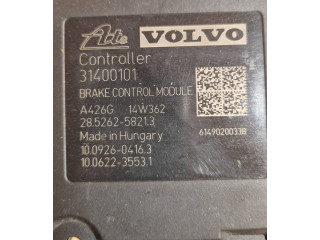 Ate VOLVO
Controller
31400101
BRAKE CONTROL MODULE
A426G 14W362
28.5262-5821.3
61490200338
Made in Hungary
10.0926-0416.3
10.0622-3553.1